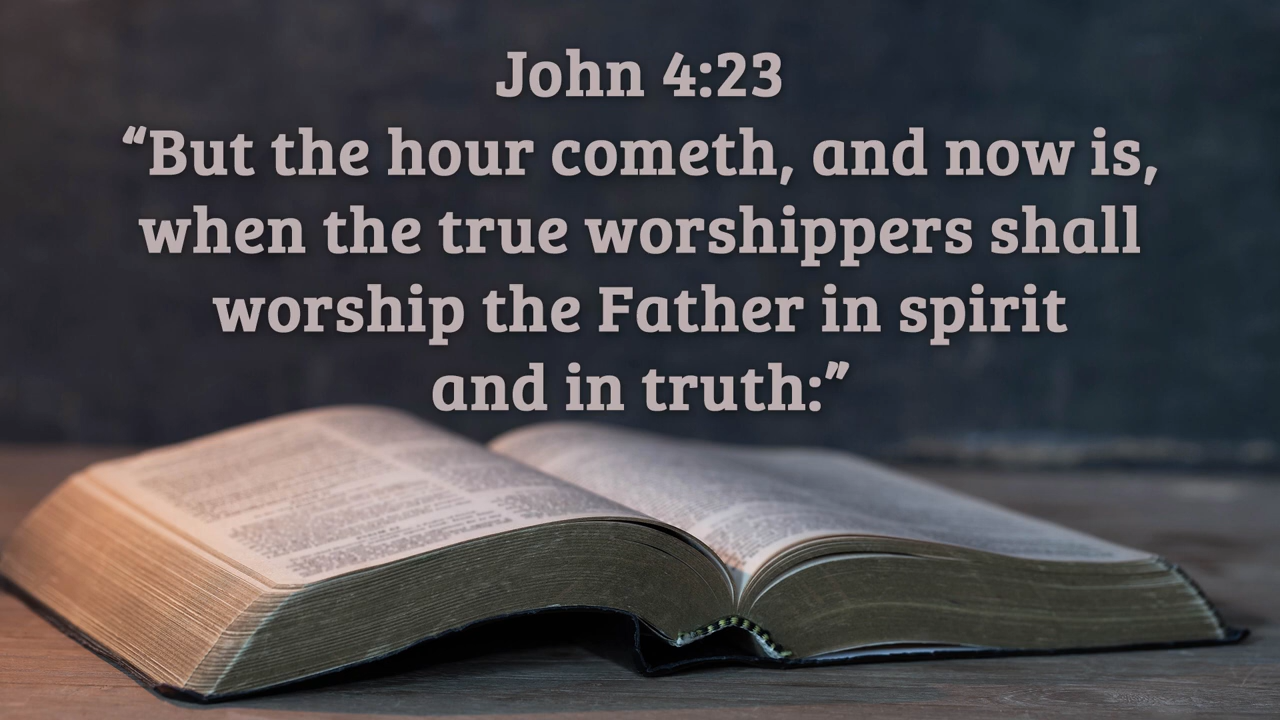 John 4:23
“But the hour cometh, and now is,
when the true worshippers shall
worship the Father in spirit
and in truth:”